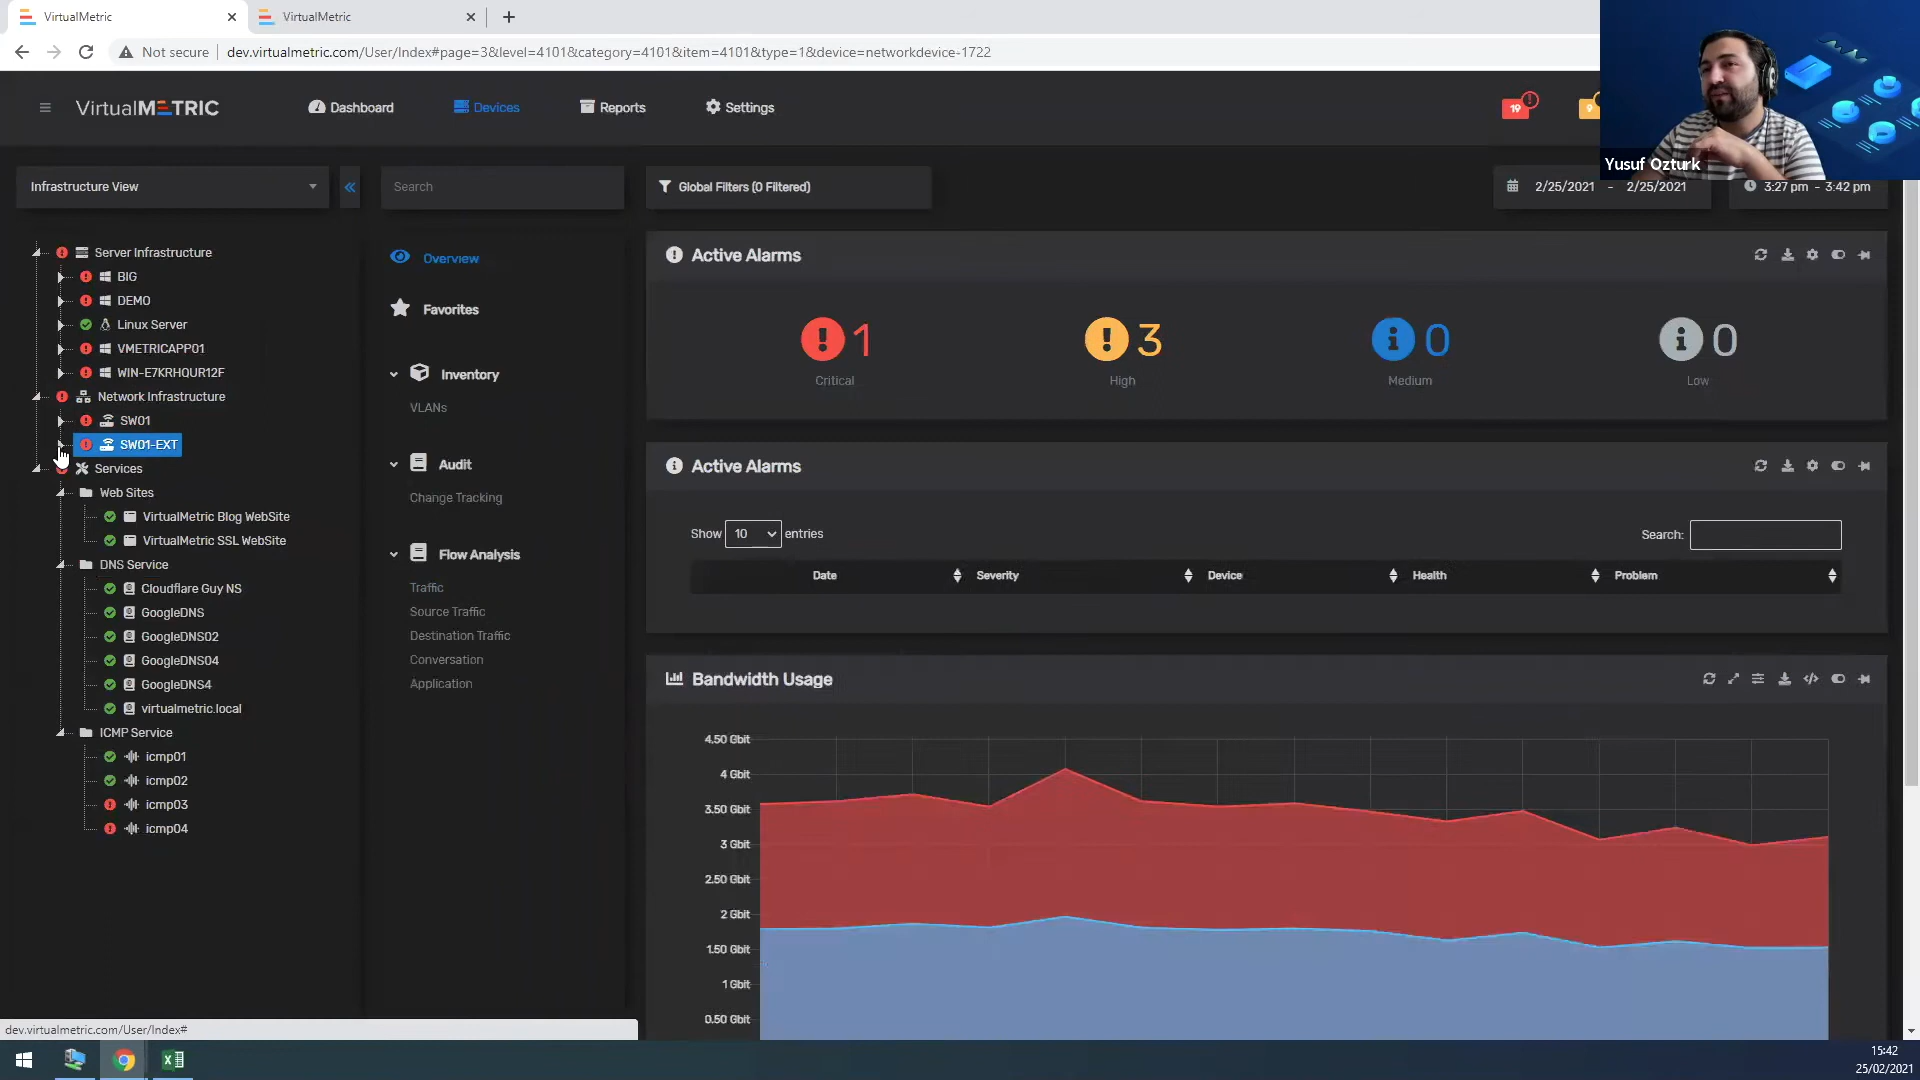 VirtualMetric
VirtualMetric
Not secure
dev.virtualmetric.com/User/Index#page=3&level=4101&category=4101&item=4101&type=1&device=networkdevice-1722
VirtualMETRIC
Dashboard
Devices
Reports
Settings
19
9
Yusuf Ozturk
Infrastructure View
Search
Global Filters (0 Filtered)
2/25/2021 - 2/25/2021
3:27 pm - 3:42 pm
Server Infrastructure
BIG
DEMO
Linux Server
VMETRICAPP01
WIN-E7KRHQUR12F
Network Infrastructure
SW01
SW01-EXT
Services
Web Sites
VirtualMetric Blog WebSite
VirtualMetric SSL WebSite
DNS Service
Cloudflare Guy NS
GoogleDNS
GoogleDNS02
GoogleDNS04
GoogleDNS4
virtualmetric.local
ICMP Service
icmp01
icmp02
icmp03
icmp04
Overview
Favorites
Inventory
VLANs
Audit
Change Tracking
Flow Analysis
Traffic
Source Traffic
Destination Traffic
Conversation
Application
Active Alarms
1
Critical
3
High
0
Medium
0
Low
Active Alarms
Show 10 entries
Search:
Date
Severity
Device
Health
Problem
Bandwidth Usage
4.50 Gbit
4 Gbit
3.50 Gbit
3 Gbit
2.50 Gbit
2 Gbit
1.50 Gbit
1 Gbit
0.50 Gbit
dev.virtualmetric.com/User/Index#
15:42
25/02/2021